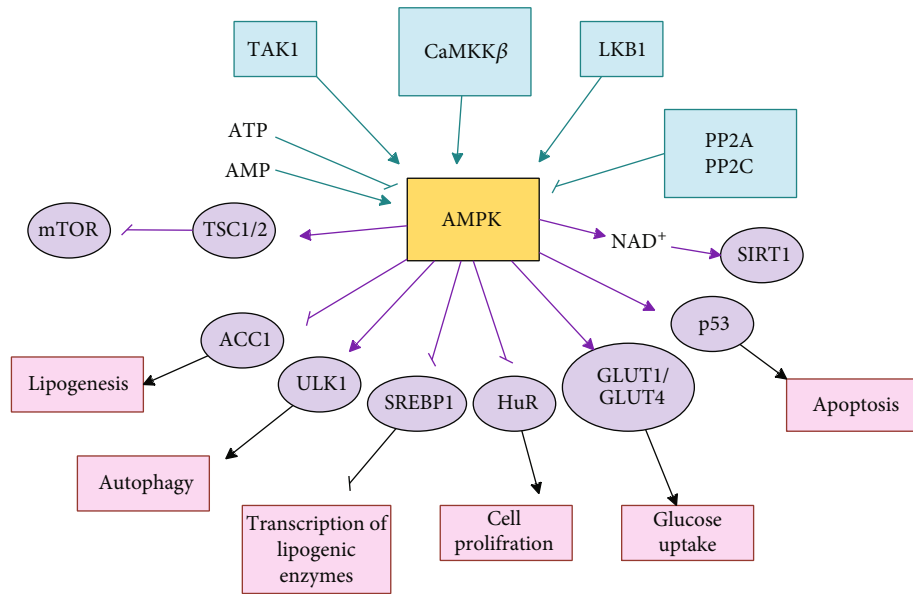 TAK1
CaMKKβ
LKB1
ATP
AMP
PP2A
PP2C
AMPK
mTOR
TSC1/2
NAD⁺
SIRT1
ACC1
p53
Lipogenesis
ULK1
SREBP1
HuR
GLUT1/
GLUT4
Apoptosis
Autophagy
Transcription of
lipogenic
enzymes
Cell
prolifration
Glucose
uptake